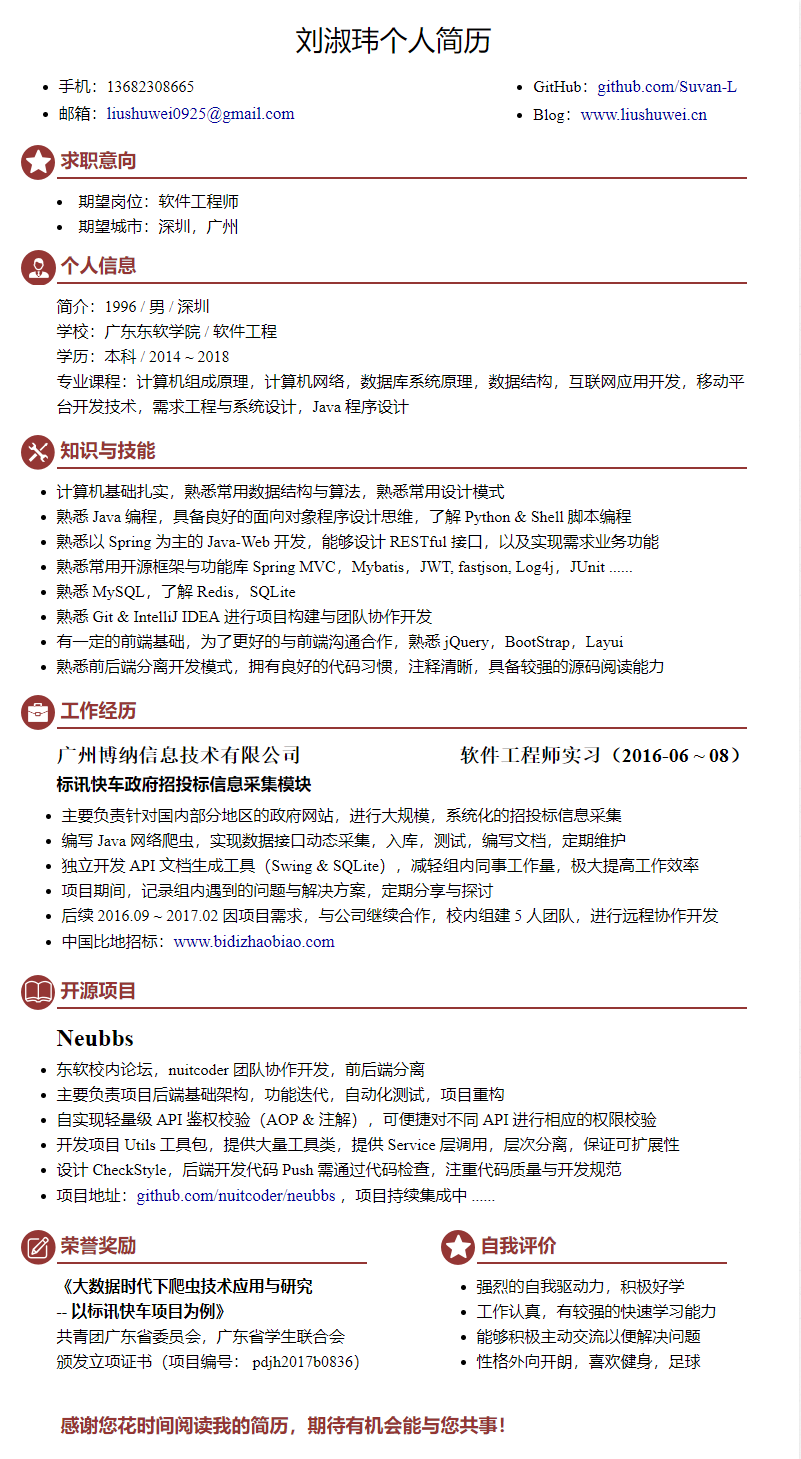 刘淑玮个人简历
手机：13682308665
GitHub：github.com/Suvan-L
邮箱：liushuwei0925@gmail.com
Blog：www.liushuwei.cn
求职意向
期望岗位：软件工程师
期望城市：深圳，广州
个人信息
简介：1996 / 男 / 深圳
学校：广东东软学院 / 软件工程
学历：本科 / 2014 ~ 2018
专业课程：计算机组成原理，计算机网络，数据库系统原理，数据结构，互联网应用开发，移动平
台开发技术，需求工程与系统设计，Java 程序设计
知识与技能
计算机基础扎实，熟悉常用数据结构与算法，熟悉常用设计模式
熟悉 Java 编程，具备良好的面向对象程序设计思维，了解 Python & Shell 脚本编程
熟悉以 Spring 为主的 Java-Web 开发，能够设计 RESTful 接口，以及实现需求业务功能
熟悉常用开源框架与功能库 Spring MVC，Mybatis，JWT, fastjson, Log4j，JUnit ......
熟悉 MySQL，了解 Redis，SQLite
熟悉 Git & IntelliJ IDEA 进行项目构建与团队协作开发
有一定的前端基础，为了更好的与前端沟通合作，熟悉 jQuery，BootStrap，Layui
熟悉前后端分离开发模式，拥有良好的代码习惯，注释清晰，具备较强的源码阅读能力
工作经历
广州博纳信息技术有限公司 软件工程师实习（2016-06 ~ 08）
标讯快车政府招投标信息采集模块
主要负责针对国内部分地区的政府网站，进行大规模，系统化的招投标信息采集
编写 Java 网络爬虫，实现数据接口动态采集，入库，测试，编写文档，定期维护
独立开发 API 文档生成工具（Swing & SQLite），减轻组内同事工作量，极大提高工作效率
项目期间，记录组内遇到的问题与解决方案，定期分享与探讨
后续 2016.09 ~ 2017.02 因项目需求，与公司继续合作，校内组建 5 人团队，进行远程协作开发
中国比地招标：www.bidizhaobiao.com
开源项目
Neubbs
东软校内论坛，nuitcoder 团队协作开发，前后端分离
主要负责项目后端基础架构，功能迭代，自动化测试，项目重构
自实现轻量级 API 鉴权校验（AOP & 注解），可便捷对不同 API 进行相应的权限校验
开发项目 Utils 工具包，提供大量工具类，提供 Service 层调用，层次分离，保证可扩展性
设计 CheckStyle，后端开发代码 Push 需通过代码检查，注重代码质量与开发规范
项目地址：github.com/nuitcoder/neubbs ，项目持续集成中 ......
荣誉奖励
《大数据时代下爬虫技术应用与研究
-- 以标讯快车项目为例》
共青团广东省委员会，广东省学生联合会
颁发立项证书（项目编号： pdjh2017b0836）
自我评价
强烈的自我驱动力，积极好学
工作认真，有较强的快速学习能力
能够积极主动交流以便解决问题
性格外向开朗，喜欢健身，足球
感谢您花时间阅读我的简历，期待有机会能与您共事！